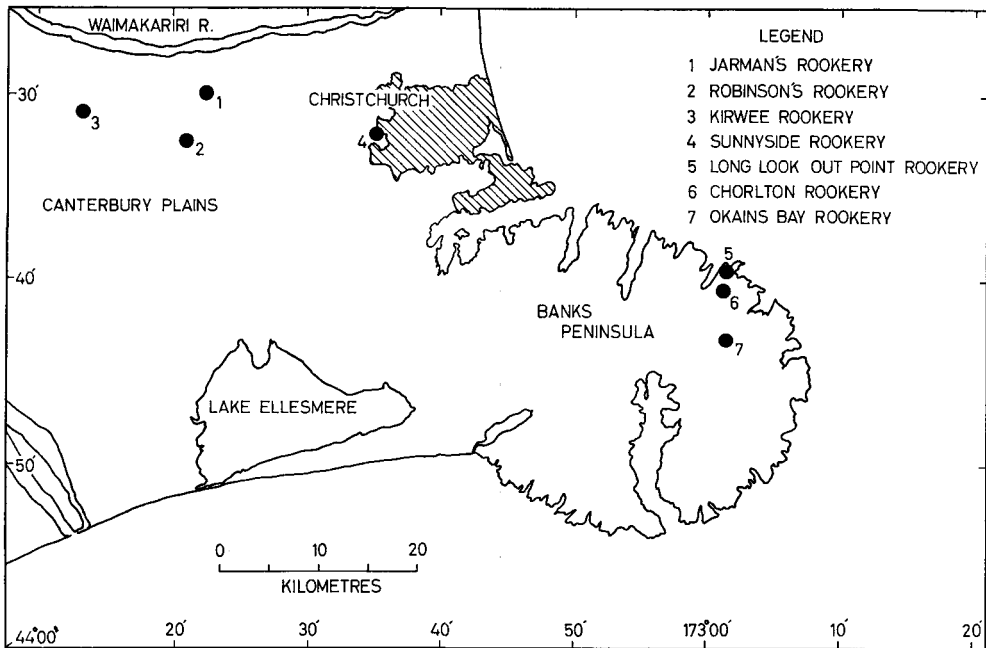 WAIMAKARIRI R.
30'
40'
50'
44°00'
20'
30'
40'
50'
173°00'
10'
20'
CHRISTCHURCH
CANTERBURY PLAINS
BANKS
PENINSULA
LAKE ELLESMERE
1
2
3
4
5
6
7
0 10 20
KILOMETRES
LEGEND
1 JARMAN'S ROOKERY
2 ROBINSON'S ROOKERY
3 KIRWEE ROOKERY
4 SUNNYSIDE ROOKERY
5 LONG LOOK OUT POINT ROOKERY
6 CHORLTON ROOKERY
7 OKAINS BAY ROOKERY